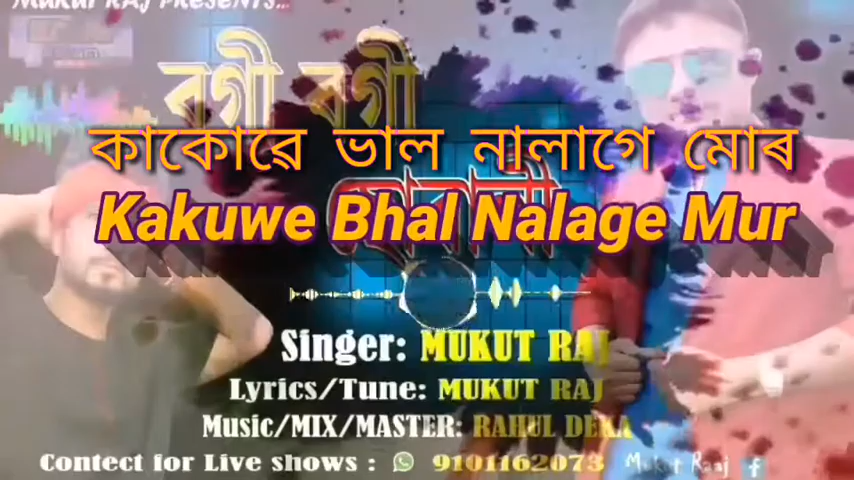 MUKUT RAJ PRESENTS...
বগী বগী
কাকোৱে ভাল নালাগে মোৰ
Kakuwe Bhal Nalage Mur
Singer: MUKUT RAJ
Lyrics/Tune: MUKUT RAJ
Music/MIX/MASTER: RAHUL DEKA
Contect for Live shows : 9101162073 Mukut Raaj f